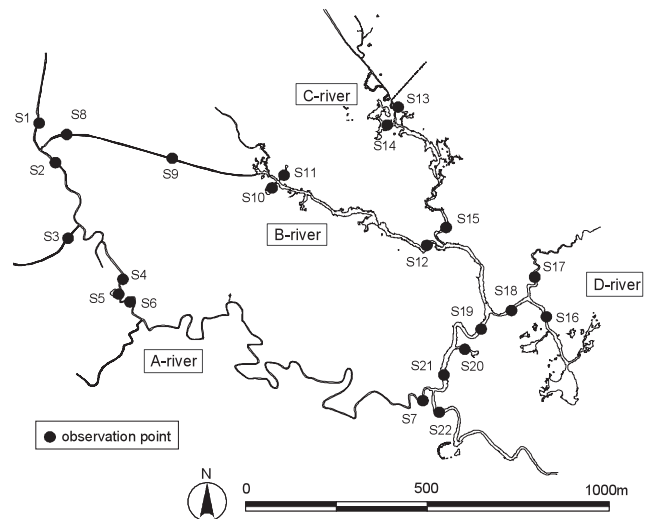 S13
C-river
S1
S8
S14
S2
S11
S9
S10
S15
B-river
S3
S12
S17
S4
D-river
S18
S5
S6
S19
S16
A-river
S20
S21
S7
S22
observation point
N
0
500
1000m